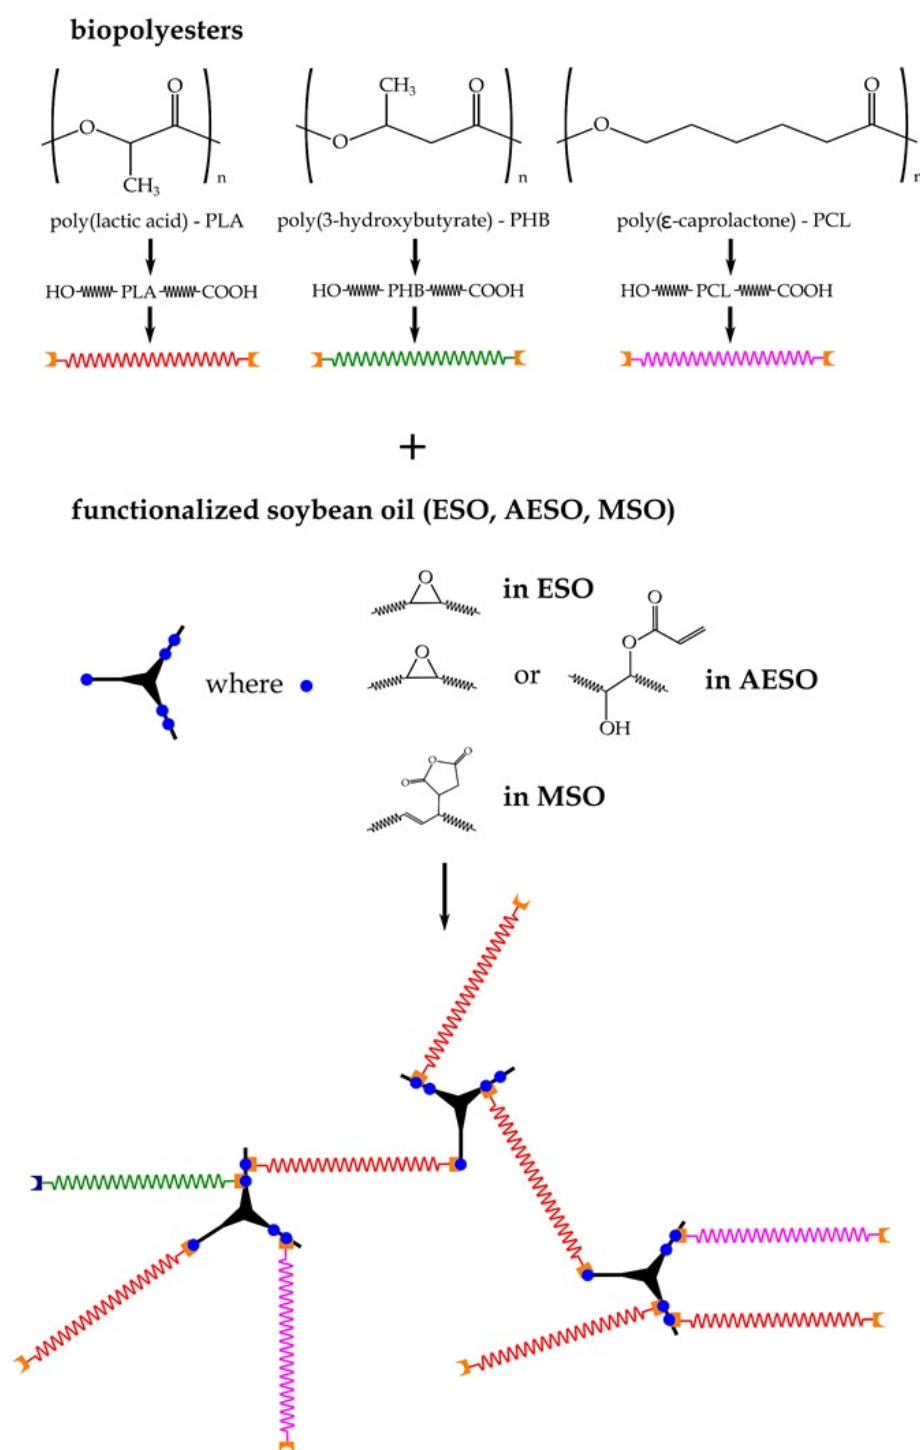 biopolyesters
O O n CH₃
CH₃ O O n
O O n
poly(lactic acid) - PLA poly(3-hydroxybutyrate) - PHB poly(ε-caprolactone) - PCL
HO PLA COOH HO PHB COOH HO PCL COOH
+
functionalized soybean oil (ESO, AESO, MSO)
O in ESO
where O or O O OH in AESO
O O O in MSO